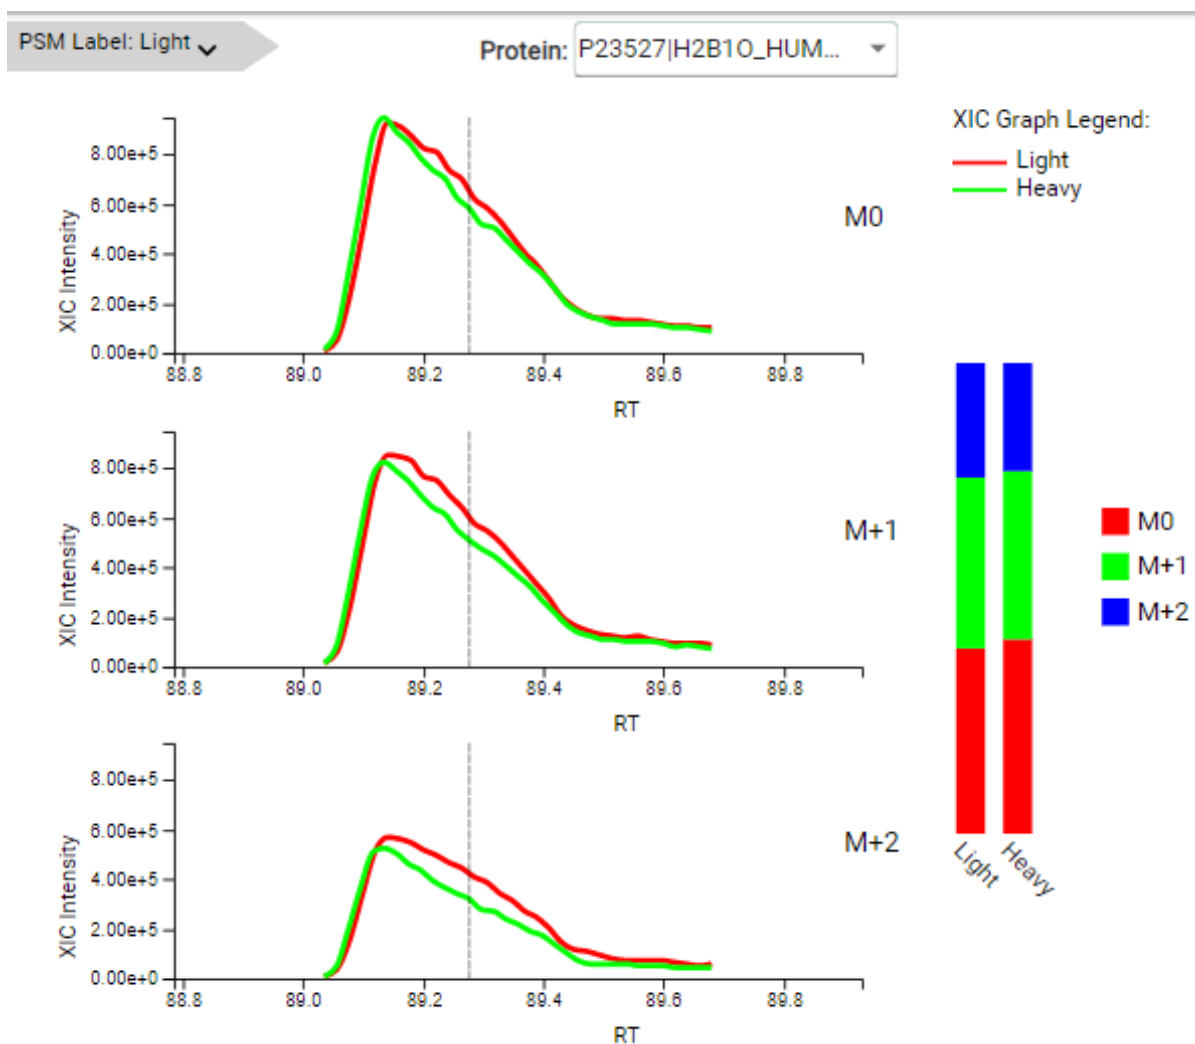 PSM Label: Light
Protein: P23527|H2B1O_HUM...
XIC Graph Legend:
Light
Heavy
XIC Intensity
8.00e+5
6.00e+5
4.00e+5
2.00e+5
0.00e+0
88.8 89.0 89.2 89.4 89.6 89.8
RT
M0
XIC Intensity
8.00e+5
6.00e+5
4.00e+5
2.00e+5
0.00e+0
88.8 89.0 89.2 89.4 89.6 89.8
RT
M+1
XIC Intensity
8.00e+5
6.00e+5
4.00e+5
2.00e+5
0.00e+0
88.8 89.0 89.2 89.4 89.6 89.8
RT
M+2
M0
M+1
M+2
Light
Heavy